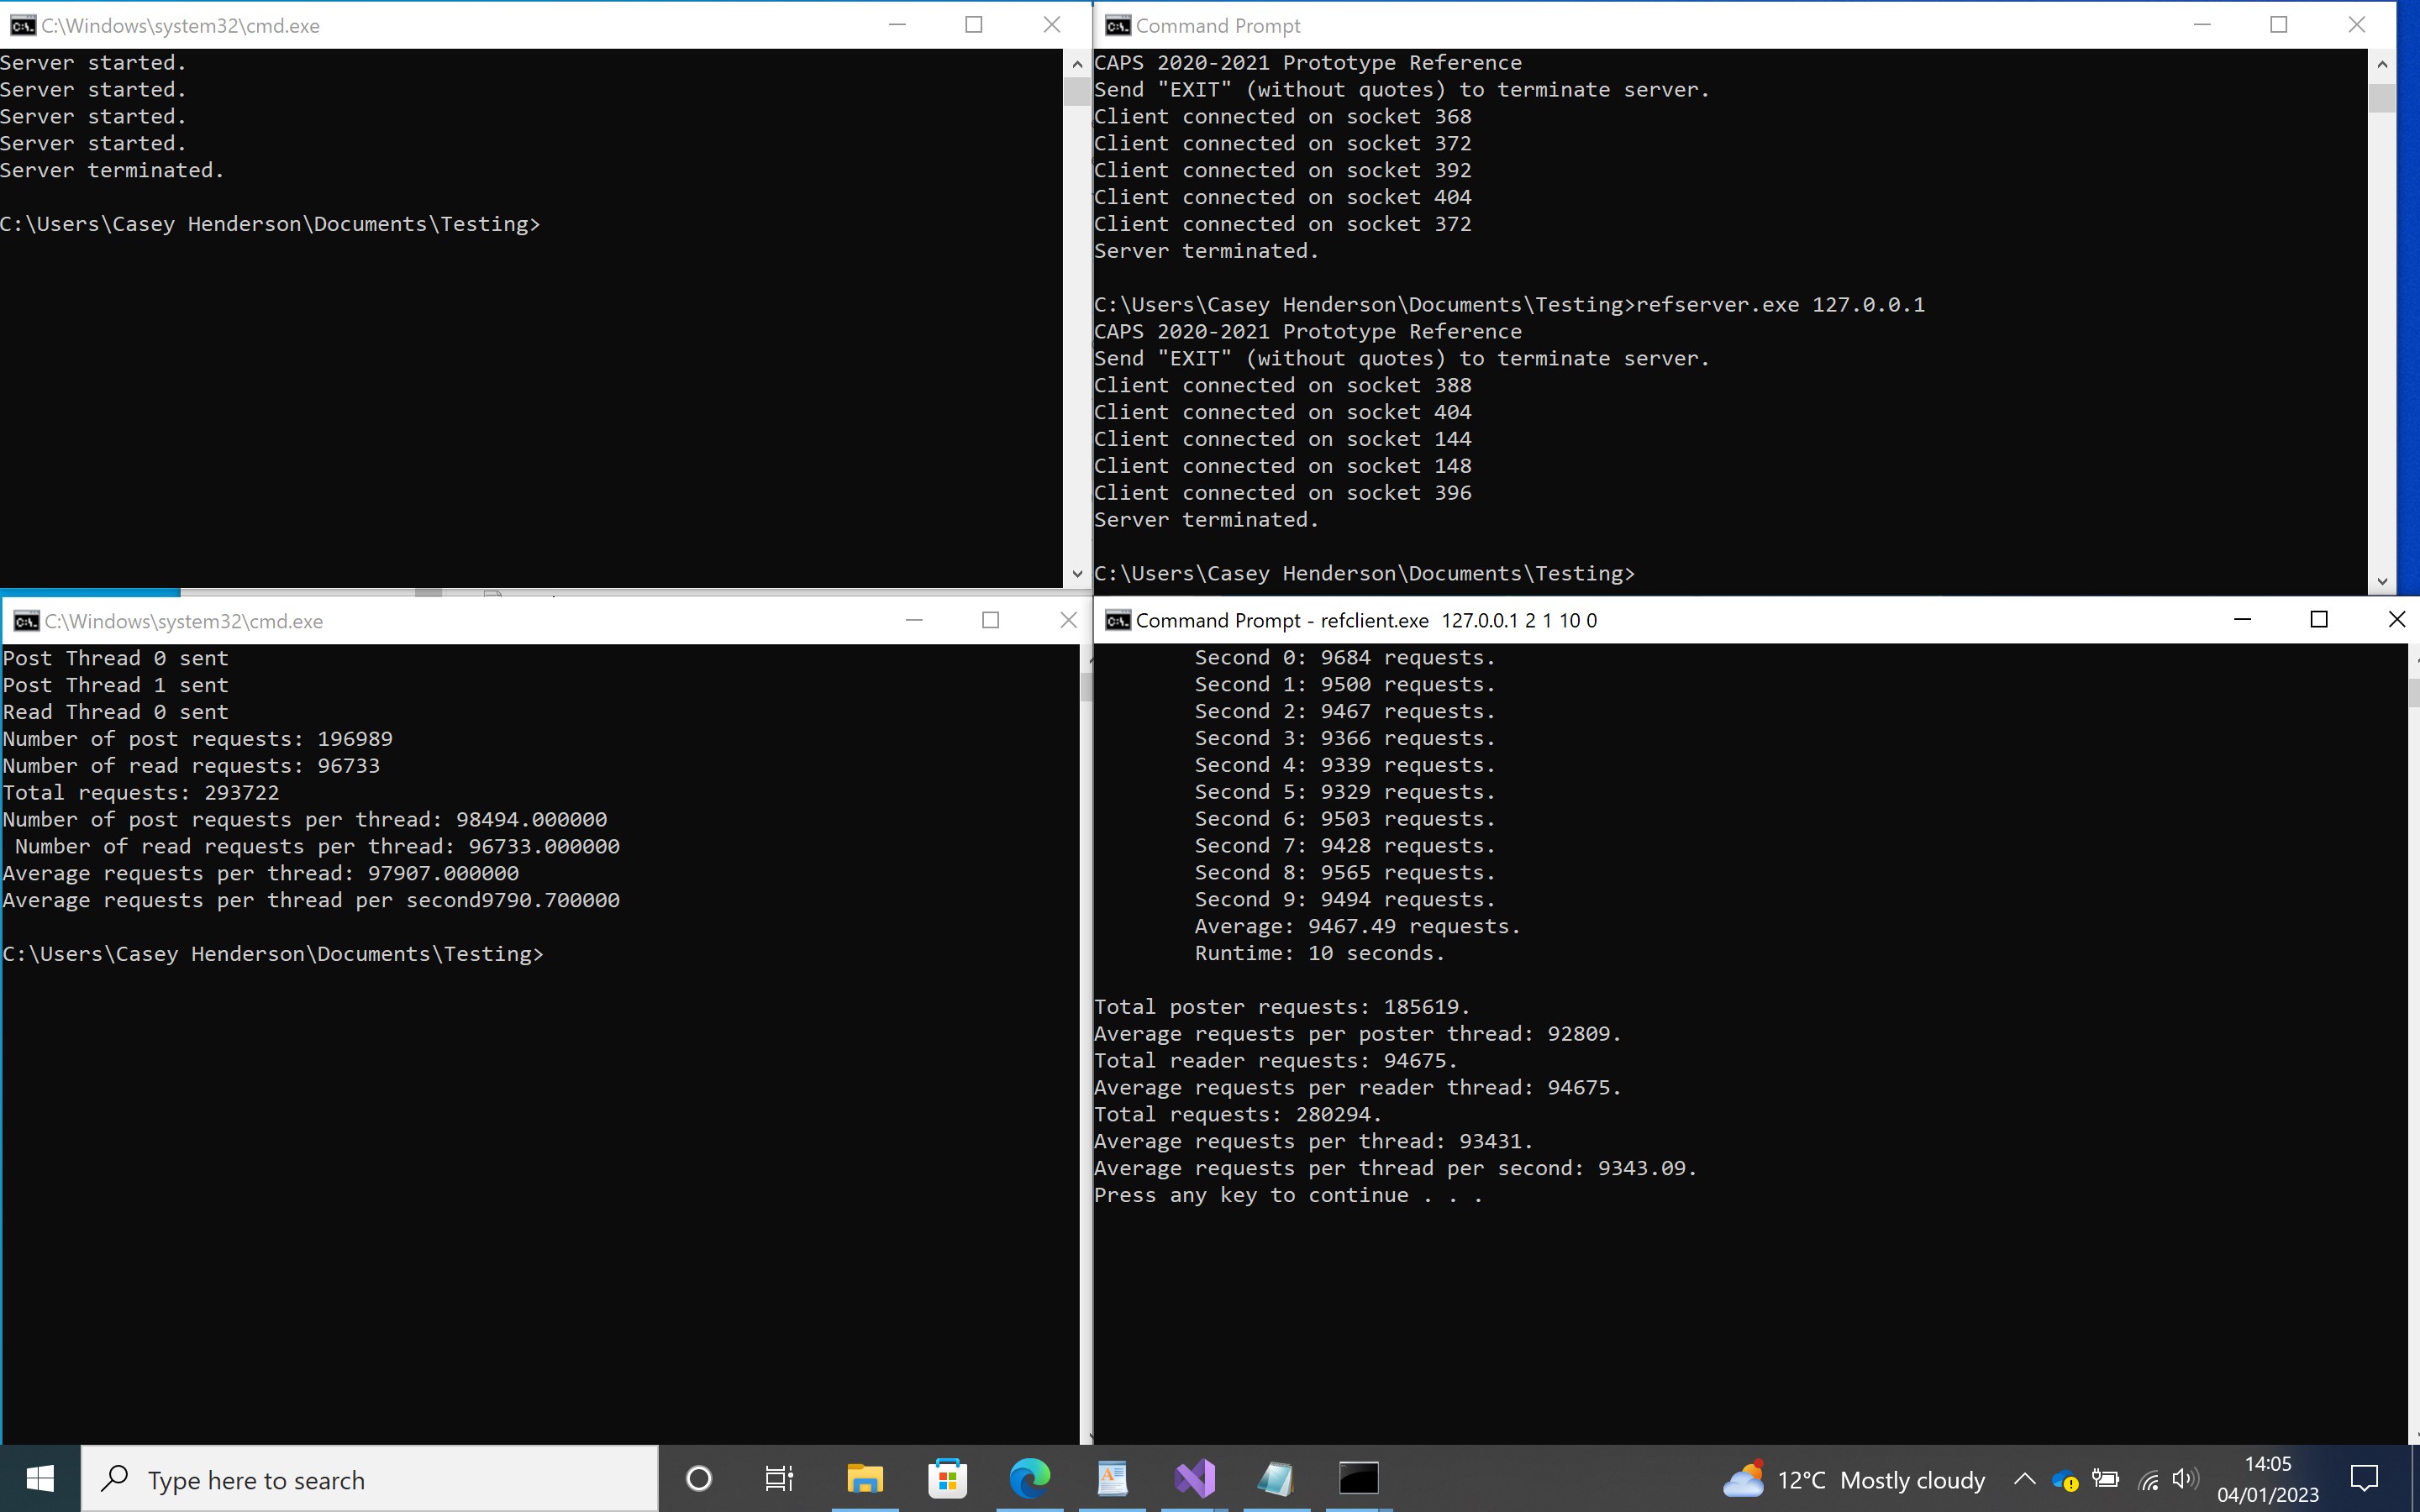 C:\Windows\system32\cmd.exe
Server started.
Server started.
Server started.
Server started.
Server terminated.
C:\Users\Casey Henderson\Documents\Testing>
Command Prompt
CAPS 2020-2021 Prototype Reference
Send "EXIT" (without quotes) to terminate server.
Client connected on socket 368
Client connected on socket 372
Client connected on socket 392
Client connected on socket 404
Client connected on socket 372
Server terminated.
C:\Users\Casey Henderson\Documents\Testing>refserver.exe 127.0.0.1
CAPS 2020-2021 Prototype Reference
Send "EXIT" (without quotes) to terminate server.
Client connected on socket 388
Client connected on socket 404
Client connected on socket 144
Client connected on socket 148
Client connected on socket 396
Server terminated.
C:\Users\Casey Henderson\Documents\Testing>
C:\Windows\system32\cmd.exe
Post Thread 0 sent
Post Thread 1 sent
Read Thread 0 sent
Number of post requests: 196989
Number of read requests: 96733
Total requests: 293722
Number of post requests per thread: 98494.000000
Number of read requests per thread: 96733.000000
Average requests per thread: 97907.000000
Average requests per thread per second9790.700000
C:\Users\Casey Henderson\Documents\Testing>
Command Prompt - refclient.exe 127.0.0.1 2 1 10 0
Second 0: 9684 requests.
Second 1: 9500 requests.
Second 2: 9467 requests.
Second 3: 9366 requests.
Second 4: 9339 requests.
Second 5: 9329 requests.
Second 6: 9503 requests.
Second 7: 9428 requests.
Second 8: 9565 requests.
Second 9: 9494 requests.
Average: 9467.49 requests.
Runtime: 10 seconds.
Total poster requests: 185619.
Average requests per poster thread: 92809.
Total reader requests: 94675.
Average requests per reader thread: 94675.
Total requests: 280294.
Average requests per thread: 93431.
Average requests per thread per second: 9343.09.
Press any key to continue . . .
Type here to search
12°C Mostly cloudy
14:05
04/01/2023